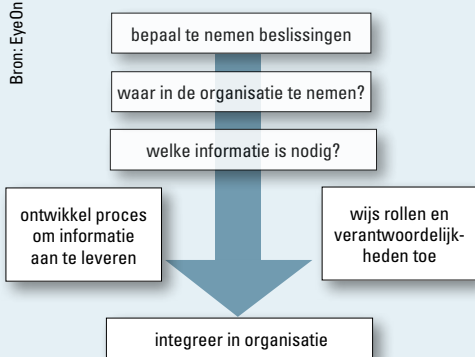 Bron: EyeOn
bepaal te nemen beslissingen
waar in de organisatie te nemen?
welke informatie is nodig?
ontwikkel proces
om informatie
aan te leveren
wijs rollen en
verantwoordelijk-
heden toe
integreer in organisatie